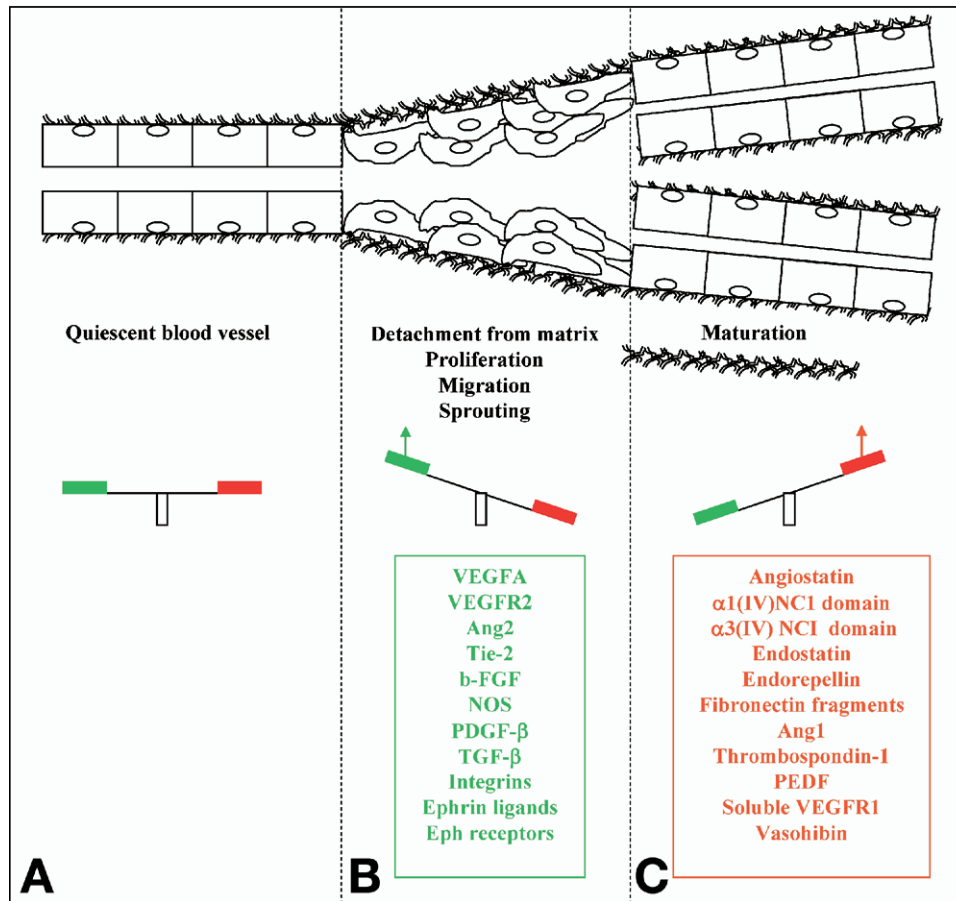 Quiescent blood vessel
Detachment from matrix
Proliferation
Migration
Sprouting
Maturation
VEGFA
VEGFR2
Ang2
Tie-2
b-FGF
NOS
PDGF-β
TGF-β
Integrins
Ephrin ligands
Eph receptors
Angiostatin
α1(IV)NC1 domain
α3(IV) NCI domain
Endostatin
Endorepellin
Fibronectin fragments
Ang1
Thrombospondin-1
PEDF
Soluble VEGFR1
Vasohibin
A
B
C